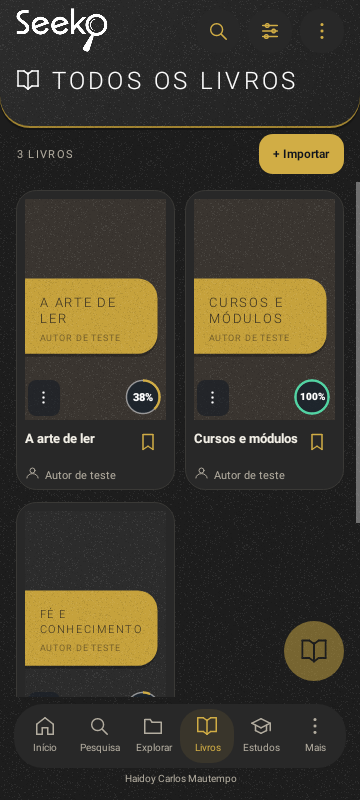 Seeko
TODOS OS LIVROS
3 LIVROS
+ Importar
A ARTE DE
LER
AUTOR DE TESTE
38%
A arte de ler
Autor de teste
CURSOS E
MÓDULOS
AUTOR DE TESTE
100%
Cursos e módulos
Autor de teste
FÉ E
CONHECIMENTO
AUTOR DE TESTE
Início
Pesquisa
Explorar
Livros
Estudos
Mais
Haidoy Carlos Mautempo